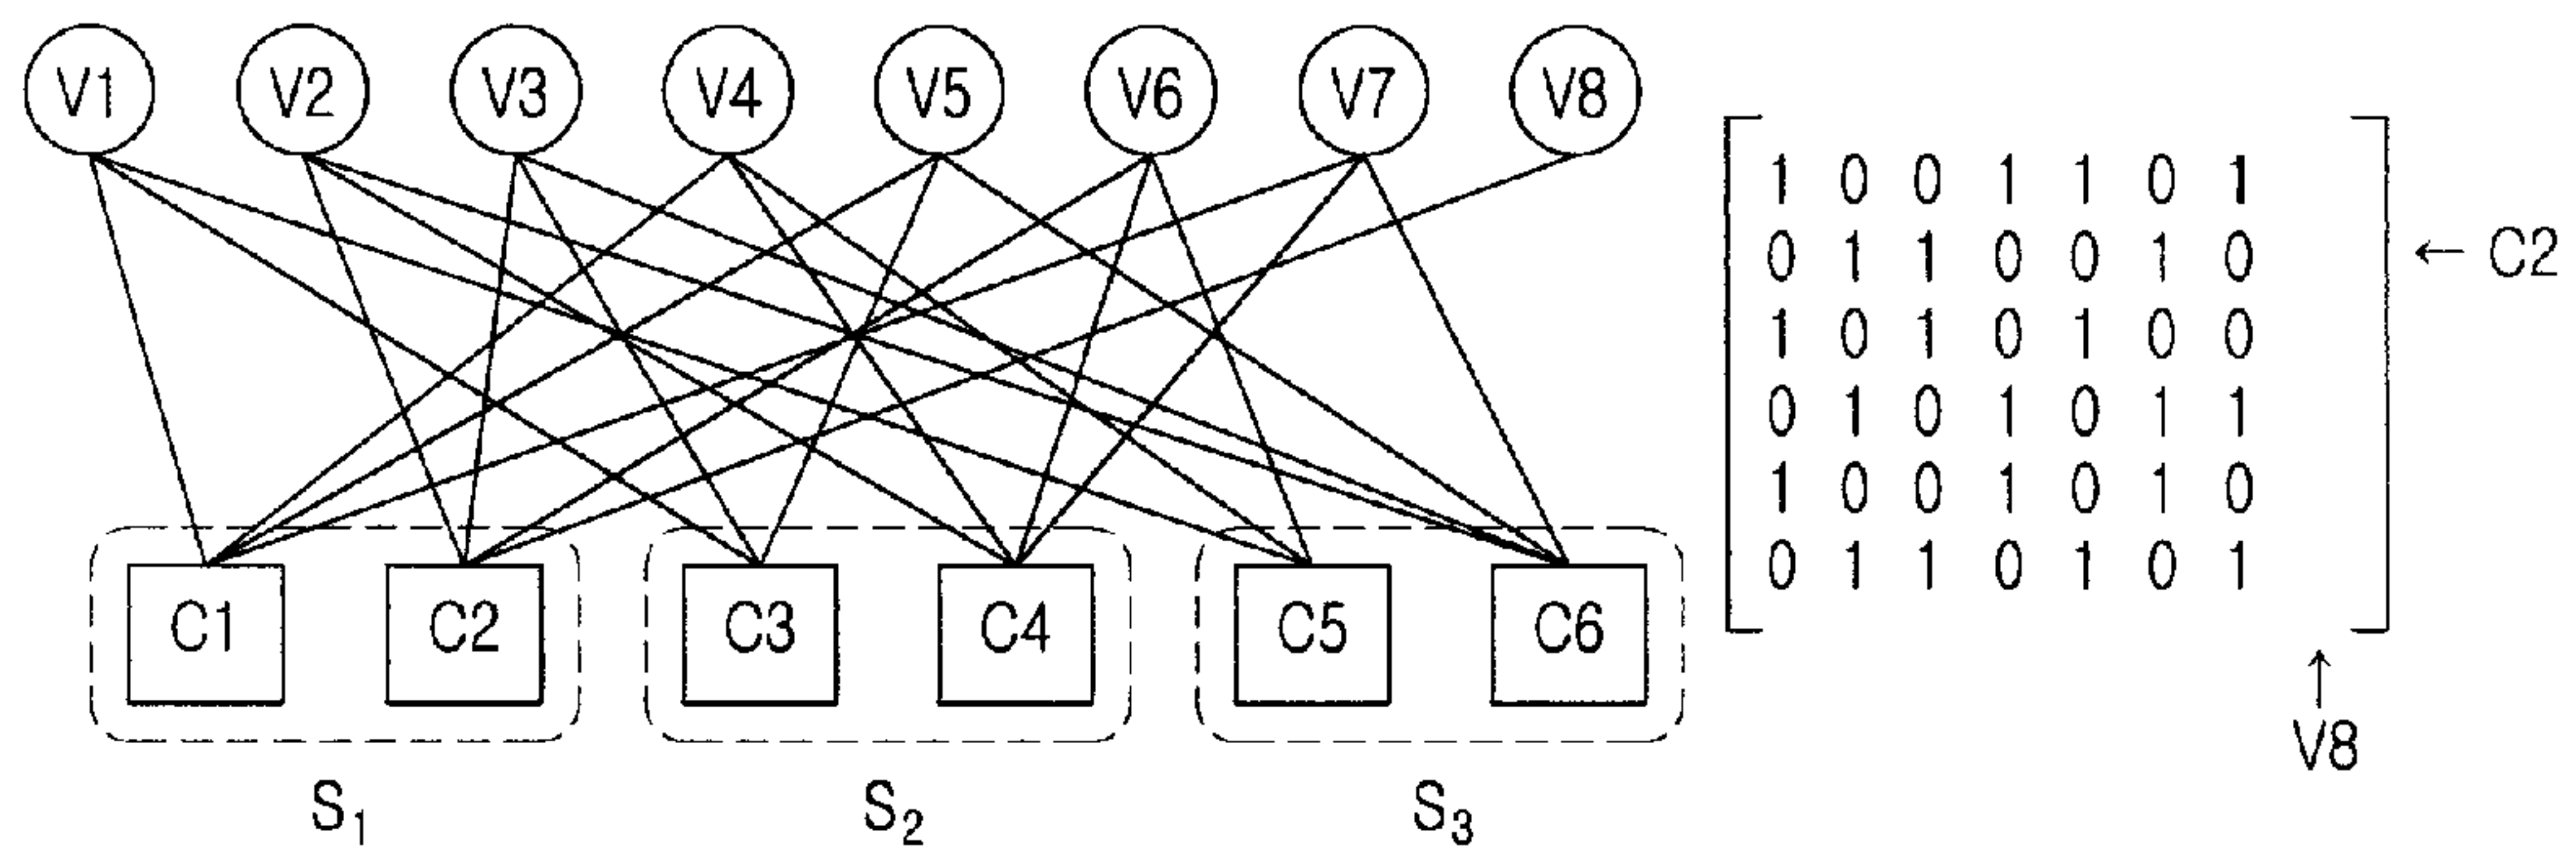 V1 V2 V3 V4 V5 V6 V7 V8
1 0 0 1 1 0 1
0 1 1 0 0 1 0 ← C2
1 0 1 0 1 0 0
0 1 0 1 0 1 1
1 0 0 1 0 1 0
0 1 1 0 1 0 1
↑
V8
C1 C2 C3 C4 C5 C6
S1 S2 S3